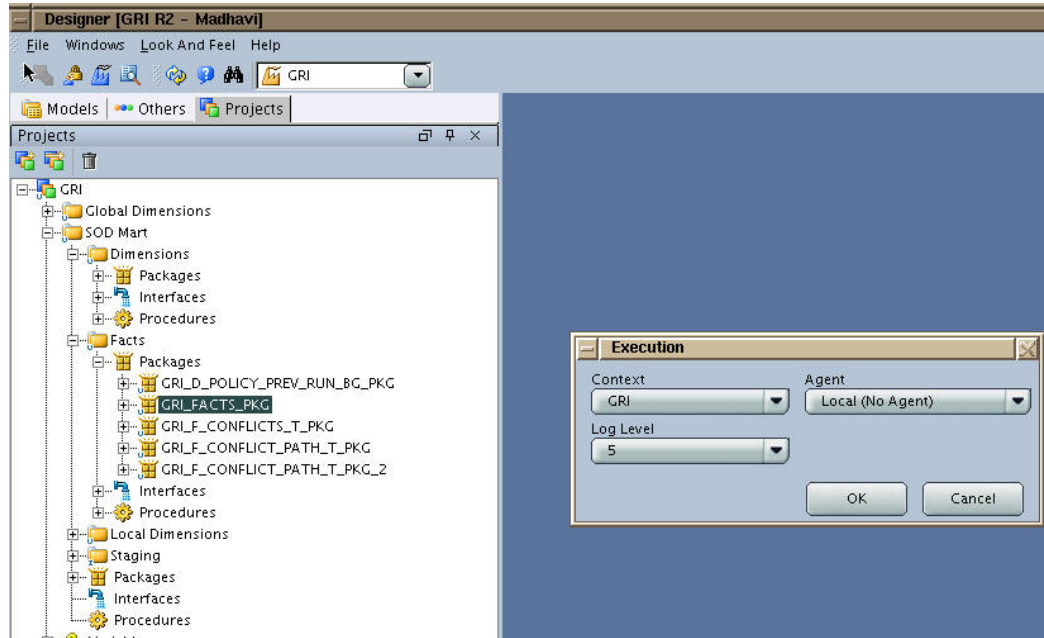 Designer [GRI R2 - Madhavi]
File Windows Look And Feel Help
GRI
Models Others Projects
Projects
GRI
Global Dimensions
SOD Mart
Dimensions
Packages
Interfaces
Procedures
Facts
Packages
GRI_D_POLICY_PREV_RUN_BG_PKG
GRI_FACTS_PKG
GRI_F_CONFLICTS_T_PKG
GRI_F_CONFLICT_PATH_T_PKG
GRI_F_CONFLICT_PATH_T_PKG_2
Interfaces
Procedures
Local Dimensions
Staging
Packages
Interfaces
Procedures
Execution
Context Agent
GRI Local (No Agent)
Log Level
5
OK Cancel